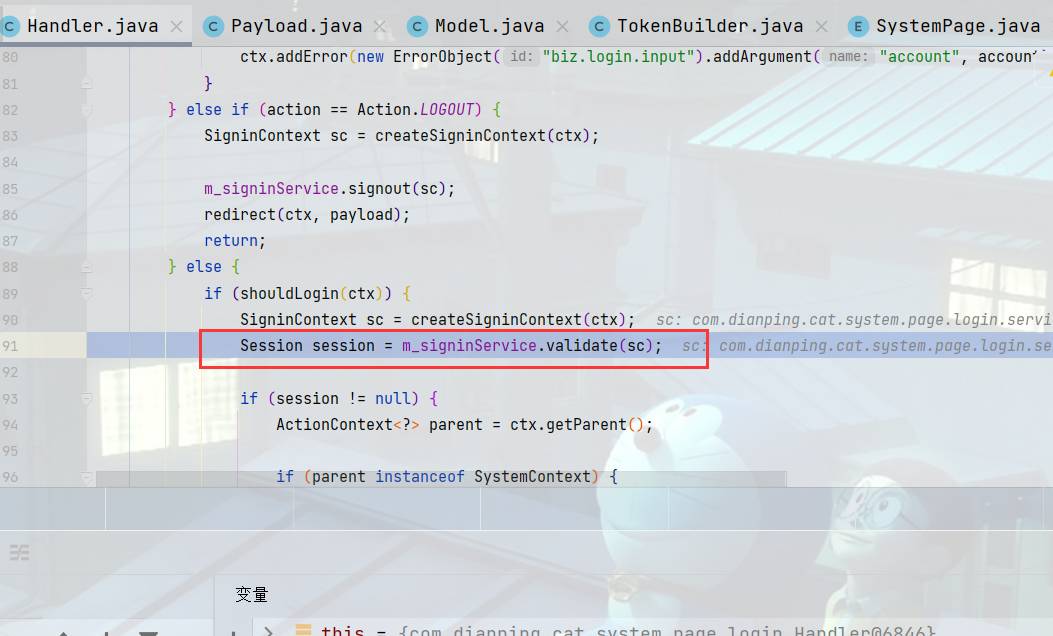 Handler.java Payload.java Model.java TokenBuilder.java SystemPage.java
80 ctx.addError(new ErrorObject( id: "biz.login.input").addArgument( name: "account", account
81 }
82 } else if (action == Action.LOGOUT) {
83 SigninContext sc = createSigninContext(ctx);
84
85 m_signinService.signout(sc);
86 redirect(ctx, payload);
87 return;
88 } else {
89 if (shouldLogin(ctx)) {
90 SigninContext sc = createSigninContext(ctx); sc: com.dianping.cat.system.page.login.servi
91 Session session = m_signinService.validate(sc); sc: com.dianping.cat.system.page.login.se
92
93 if (session != null) {
94 ActionContext<?> parent = ctx.getParent();
95
96 if (parent instanceof SystemContext) {
变量
this = {com.dianping.cat.system.page.login.Handler@6846}